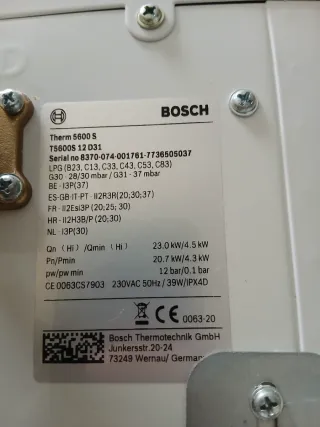 BOSCH
Therm 5600 S
T5600S 12 D31
Serial no 8370-074-001761-7736505037
LPG (B23, C13, C33, C43, C53, C83)
G30 - 28/30 mbar / G31 - 37 mbar
BE - I3P(37)
ES-GB-IT-PT - II2R3R(20;30;37)
FR - II2Esi3P (20; 25; 30)
HR - II2H3B/P (20;30)
NL - I3P(30)
Qn (Hi) /Qmin (Hi) 23.0 kW/4.5 kW
Pn/Pmin 20.7 kW/4.3 kW
pw/pw min 12 bar/0.1 bar
CE 0063CS7903 230VAC 50Hz / 39W/IPX4D
CE 0063-20
Bosch Thermotechnik GmbH
Junkersstr.20-24
73249 Wernau/ Germany